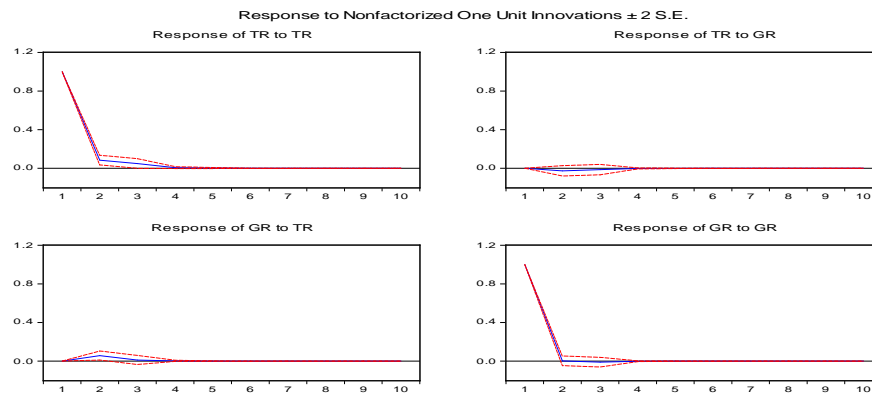 Response to Nonfactorized One Unit Innovations ± 2 S.E.
Response of TR to TR
1.2
0.8
0.4
0.0
1 2 3 4 5 6 7 8 9 10
Response of TR to GR
1.2
0.8
0.4
0.0
1 2 3 4 5 6 7 8 9 10
Response of GR to TR
1.2
0.8
0.4
0.0
1 2 3 4 5 6 7 8 9 10
Response of GR to GR
1.2
0.8
0.4
0.0
1 2 3 4 5 6 7 8 9 10